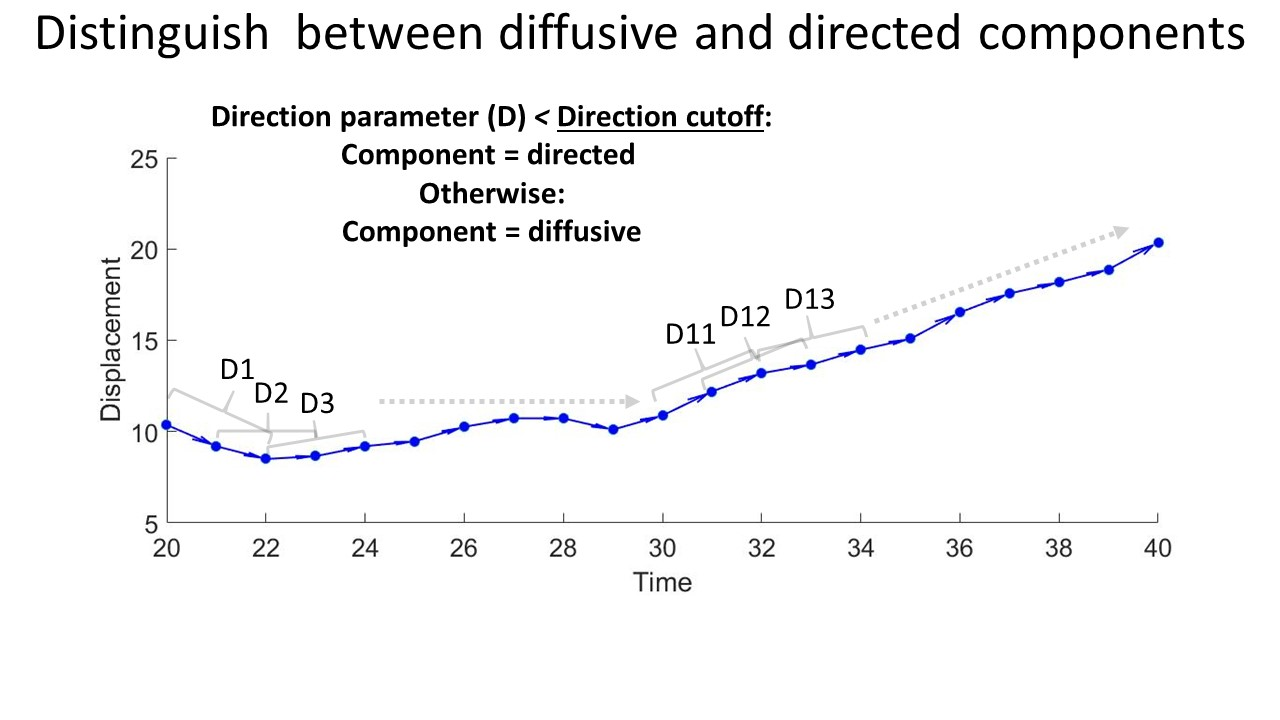 Distinguish  between diffusive and directed components
Direction parameter (D) < Direction cutoff:
Component = directed
Otherwise:
Component = diffusive
25
20
15
10
5
Displacement
D1
D2
D3
D11
D12
D13
20 22 24 26 28 30 32 34 36 38 40
Time